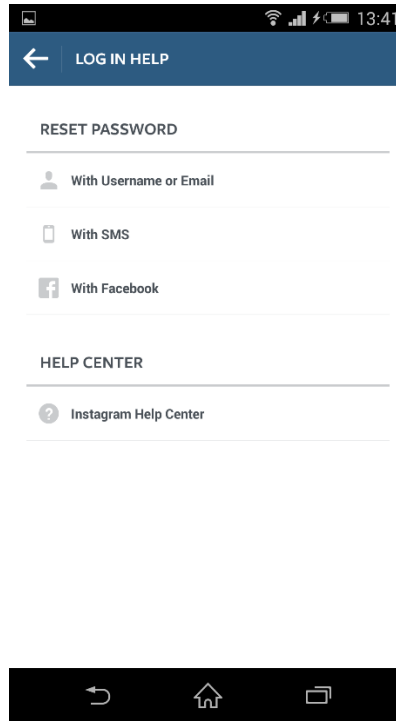 13:41
LOG IN HELP
RESET PASSWORD
With Username or Email
With SMS
With Facebook
HELP CENTER
Instagram Help Center